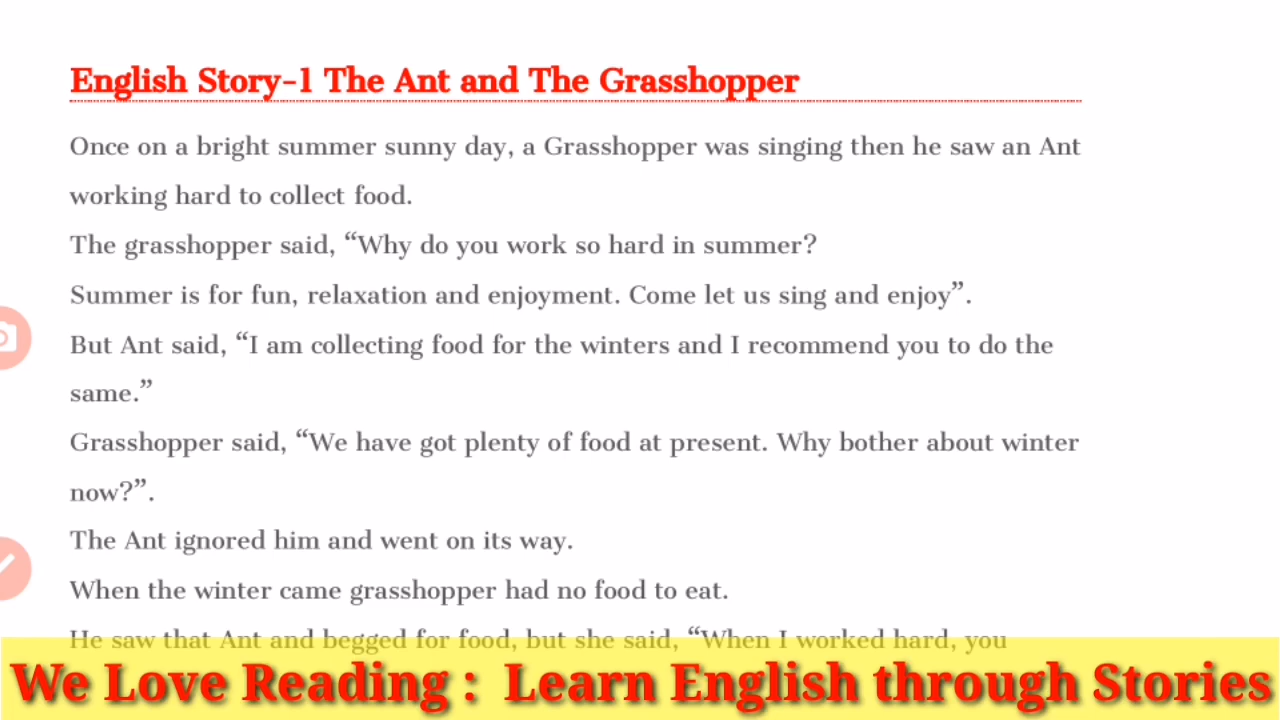 English Story-1 The Ant and The Grasshopper
Once on a bright summer sunny day, a Grasshopper was singing then he saw an Ant
working hard to collect food.
The grasshopper said, “Why do you work so hard in summer?
Summer is for fun, relaxation and enjoyment. Come let us sing and enjoy”.
But Ant said, “I am collecting food for the winters and I recommend you to do the
same.”
Grasshopper said, “We have got plenty of food at present. Why bother about winter
now?”.
The Ant ignored him and went on its way.
When the winter came grasshopper had no food to eat.
He saw that Ant and begged for food, but she said, “When I worked hard, you
We Love Reading : Learn English through Stories